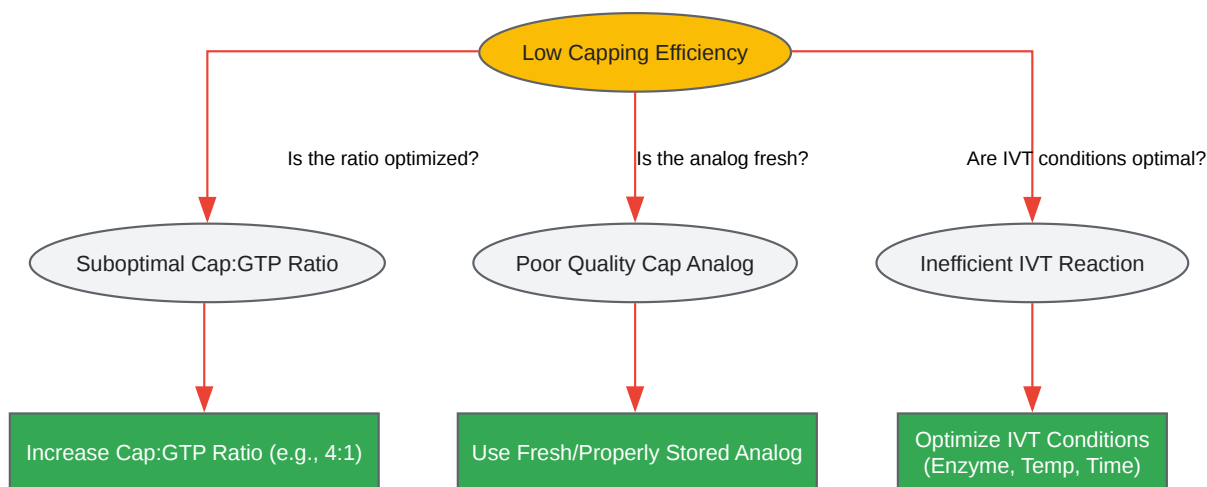 Low Capping Efficiency
Is the ratio optimized?
Is the analog fresh?
Are IVT conditions optimal?
Suboptimal Cap:GTP Ratio
Poor Quality Cap Analog
Inefficient IVT Reaction
Increase Cap:GTP Ratio (e.g., 4:1)
Use Fresh/Properly Stored Analog
Optimize IVT Conditions
(Enzyme, Temp, Time)